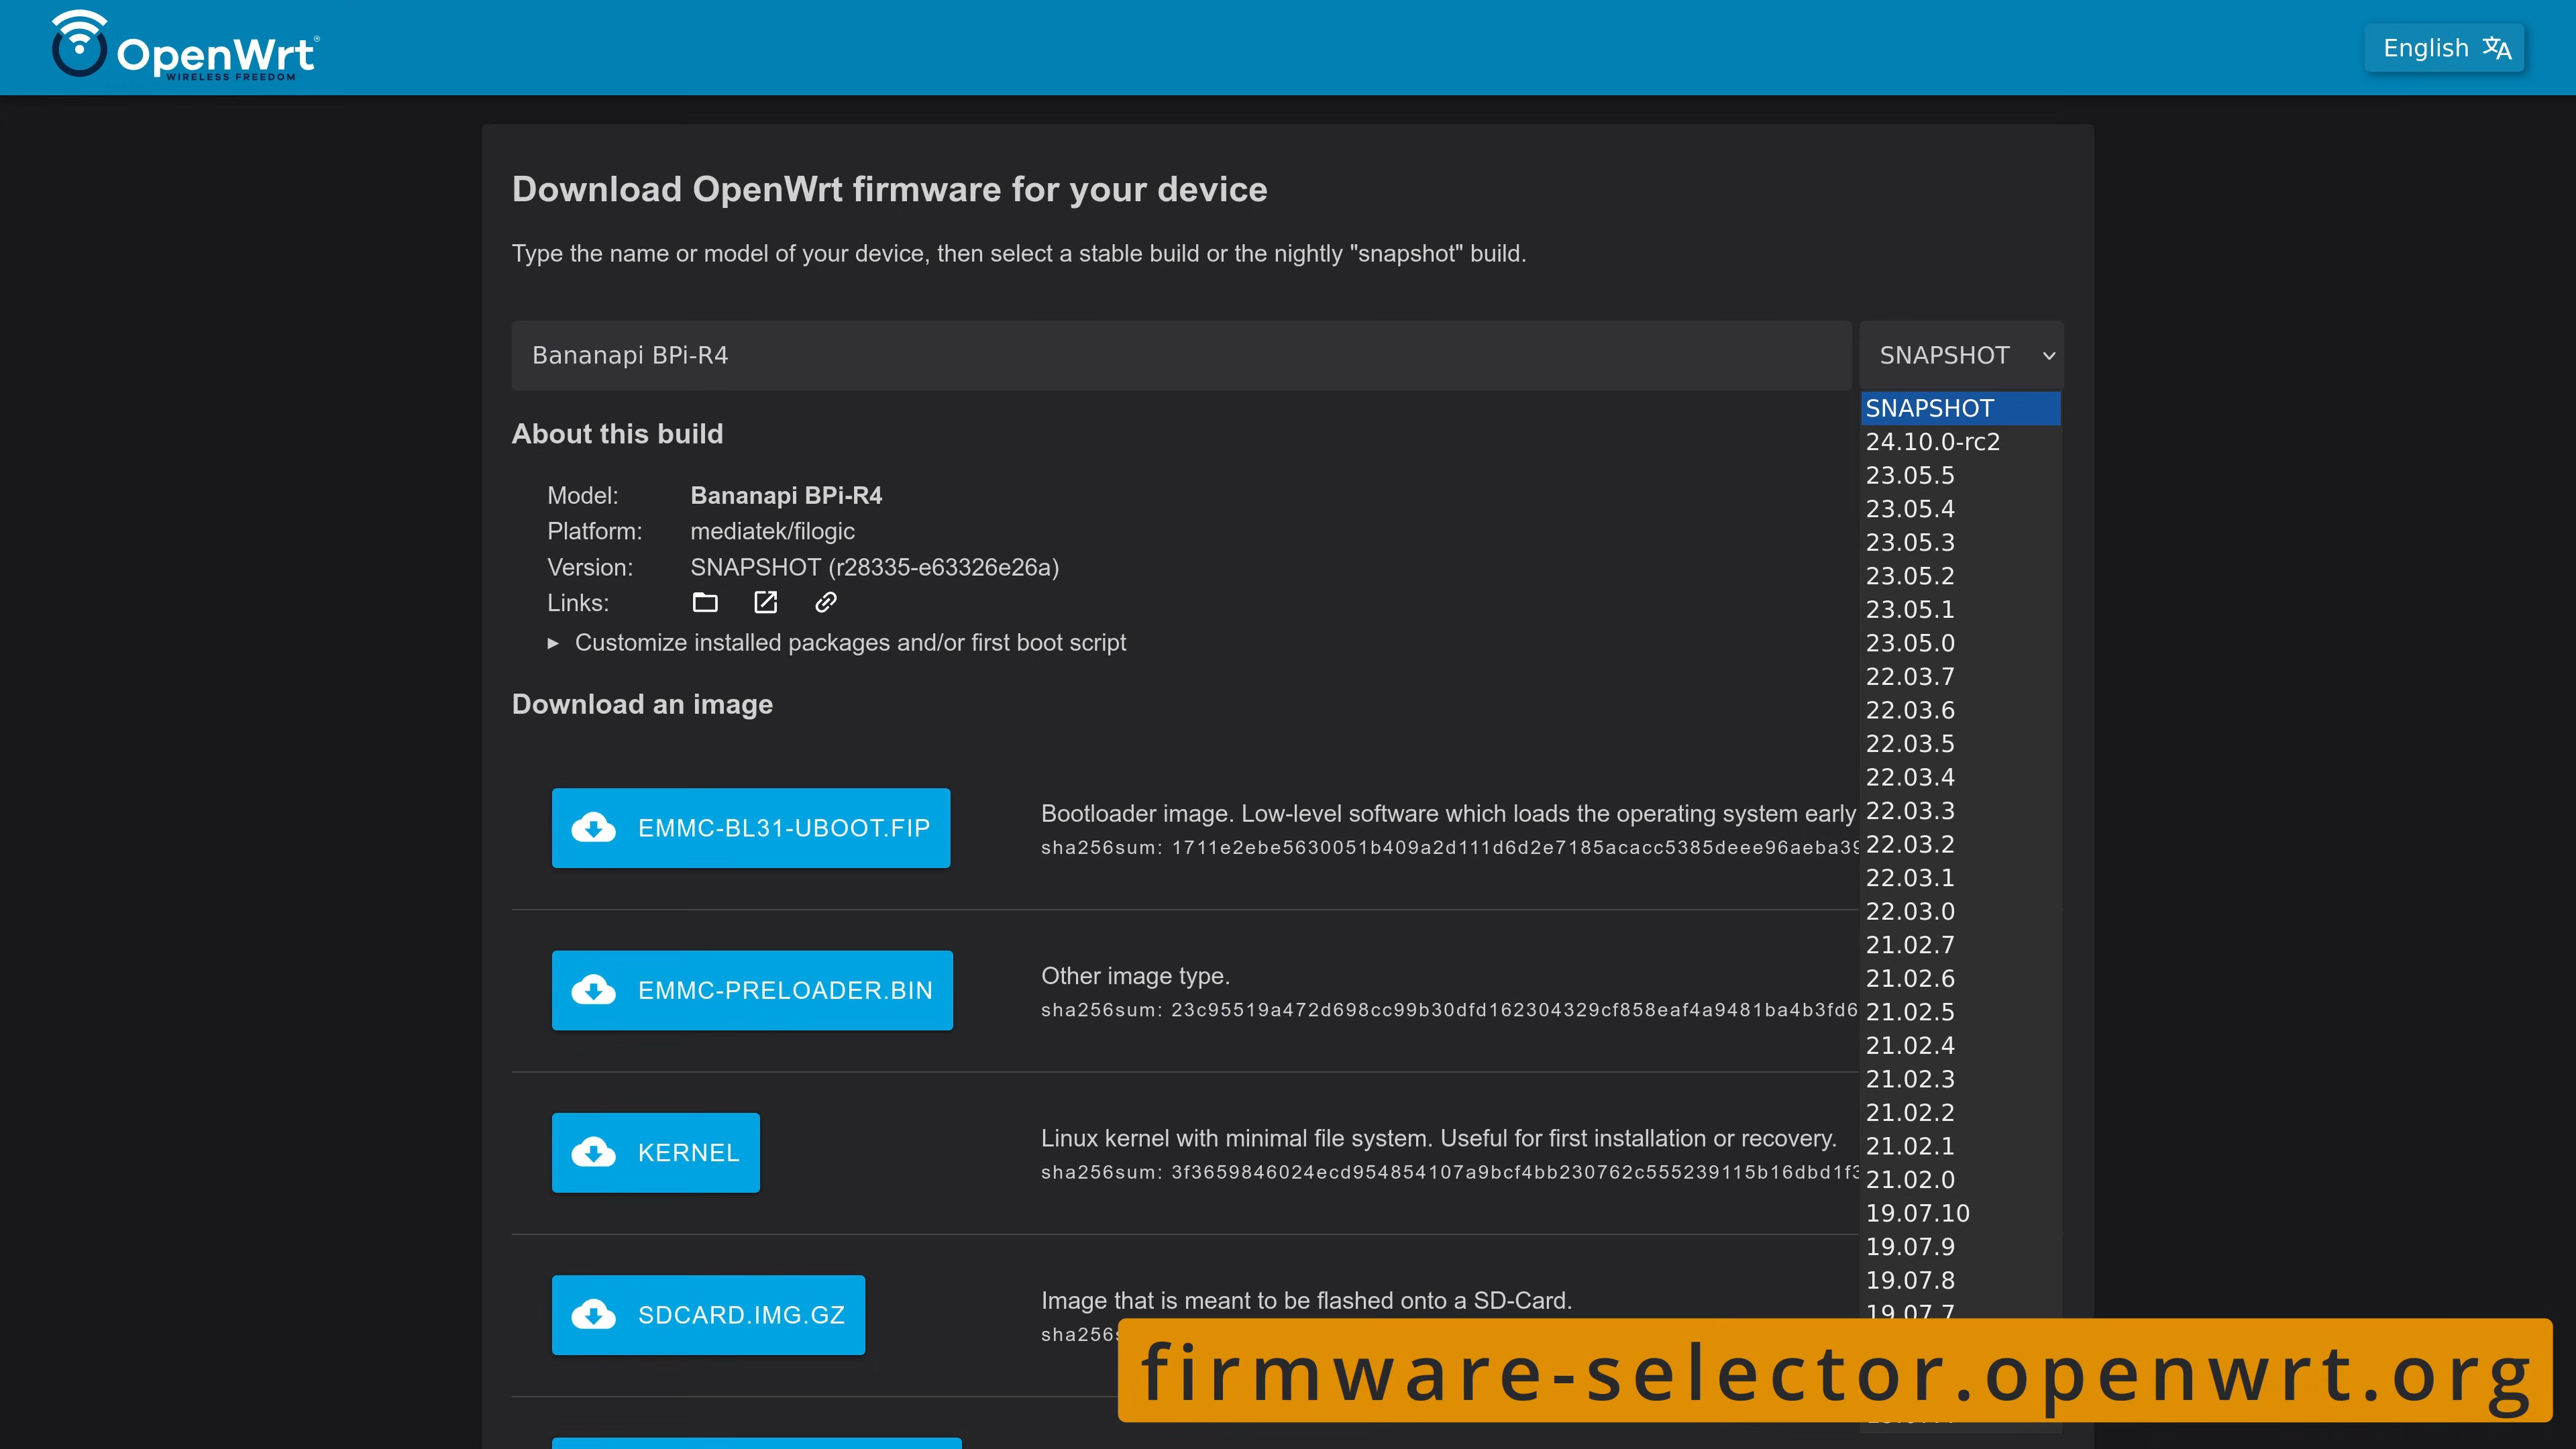 OpenWrt®
WIRELESS FREEDOM
English
Download OpenWrt firmware for your device
Type the name or model of your device, then select a stable build or the nightly "snapshot" build.
Bananapi BPi-R4
SNAPSHOT
SNAPSHOT
24.10.0-rc2
23.05.5
23.05.4
23.05.3
23.05.2
23.05.1
23.05.0
22.03.7
22.03.6
22.03.5
22.03.4
22.03.3
22.03.2
22.03.1
22.03.0
21.02.7
21.02.6
21.02.5
21.02.4
21.02.3
21.02.2
21.02.1
21.02.0
19.07.10
19.07.9
19.07.8
19.07.7
About this build
Model: Bananapi BPi-R4
Platform: mediatek/filogic
Version: SNAPSHOT (r28335-e63326e26a)
Links:
Customize installed packages and/or first boot script
Download an image
EMMC-BL31-UBOOT.FIP
Bootloader image. Low-level software which loads the operating system early
sha256sum: 1711e2ebe5630051b409a2d111d6d2e7185acacc5385deee96aeba39
EMMC-PRELOADER.BIN
Other image type.
sha256sum: 23c95519a472d698cc99b30dfd162304329cf858eaf4a9481ba4b3fd6
KERNEL
Linux kernel with minimal file system. Useful for first installation or recovery.
sha256sum: 3f3659846024ecd954854107a9bcf4bb230762c555239115b16dbd1f3
SDCARD.IMG.GZ
Image that is meant to be flashed onto a SD-Card.
sha256s
firmware-selector.openwrt.org